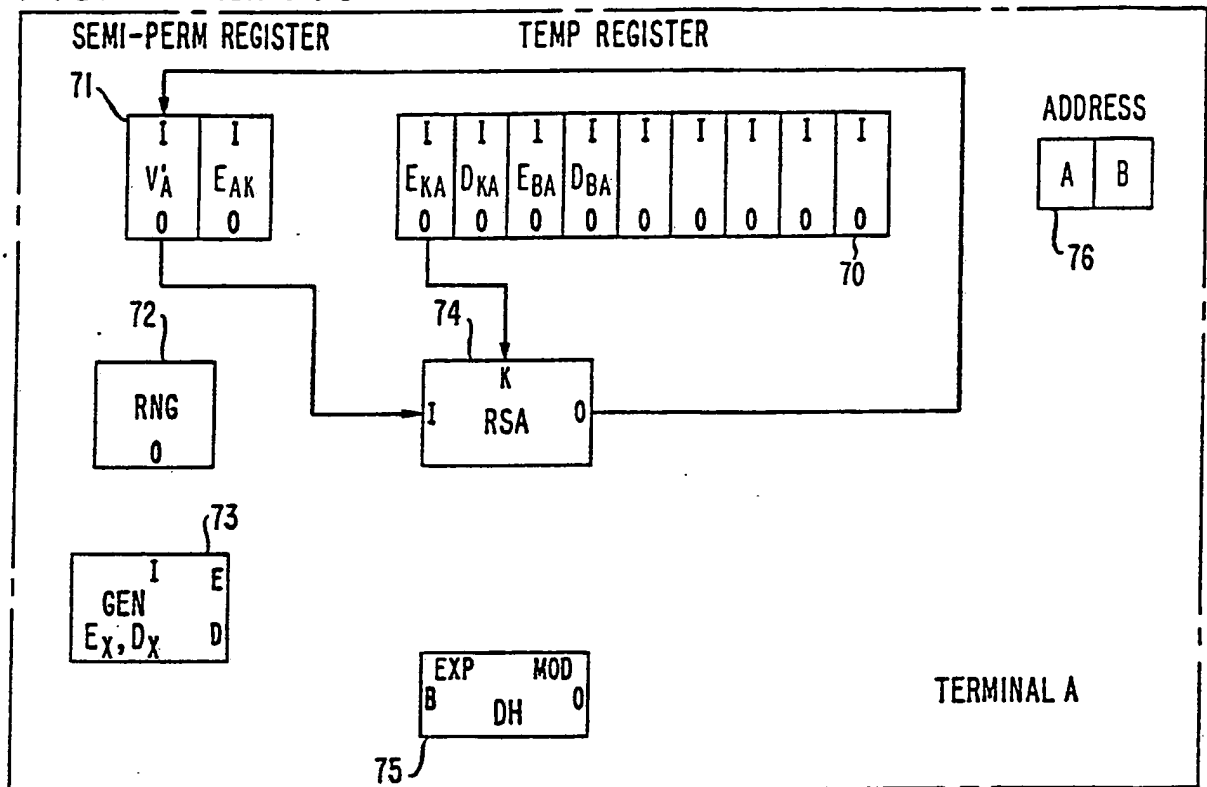 SEMI-PERM REGISTER
TEMP REGISTER
71
ADDRESS
I I
V'A EAK
0 0
I I 1 I I I I I I
EKA DKA EBA DBA
0 0 0 0 0 0 0 0 0
A B
70
76
72
74
RNG
0
K
I RSA 0
73
I E
GEN
EX, DX D
EXP MOD
B 0
DH
75
TERMINAL A